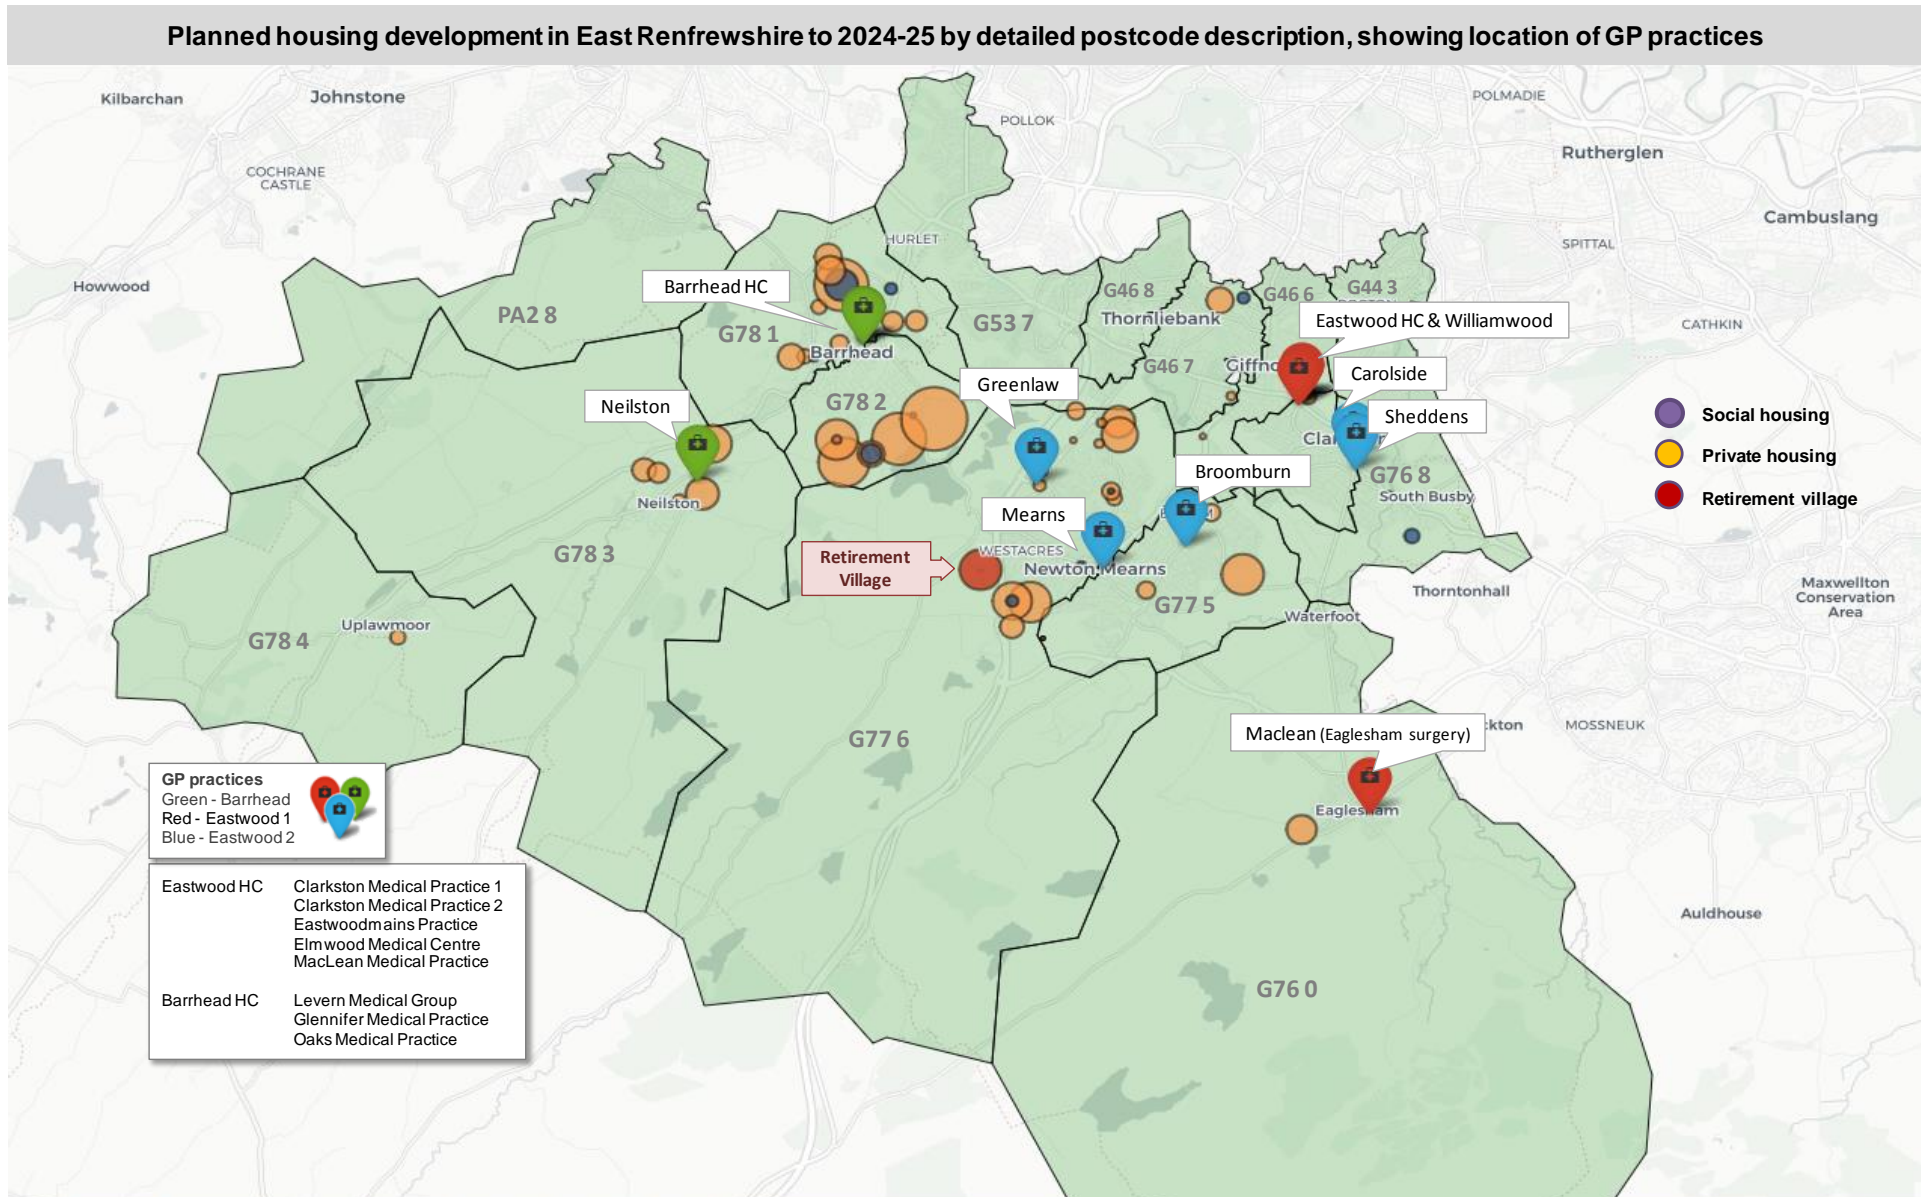 Planned housing development in East Renfrewshire to 2024-25 by detailed postcode description, showing location of GP practices
Kilbarchan
Johnstone
POLMADIE
POLLOK
Rutherglen
COCHRANE
CASTLE
Cambuslang
HURLET
SPITTAL
Howwood
Barrhead HC
G46 8
G46 6
G44 3
PA2 8
G53 7
Thornliebank
Eastwood HC & Williamwood
CATHKIN
G78 1
Barrhead
G46 7
Giffno
Carolside
Greenlaw
Neilston
G78 2
Sheddens
Social housing
Private housing
Retirement village
Broomburn
G76 8
South Busby
Neilston
Mearns
G78 3
Retirement
Village
WESTACRES
Newton Mearns
Thorntonhall
Maxwellton
Conservation
Area
G77 5
Waterfoot
Uplawmoor
G78 4
Maclean (Eaglesham surgery)
kton
MOSSNEUK
G77 6
GP practices
Green - Barrhead
Red - Eastwood 1
Blue - Eastwood 2
Eaglesham
Eastwood HC Clarkston Medical Practice 1
Clarkston Medical Practice 2
Eastwoodmains Practice
Elmwood Medical Centre
MacLean Medical Practice
Barrhead HC Levern Medical Group
Glennifer Medical Practice
Oaks Medical Practice
Auldhouse
G76 0